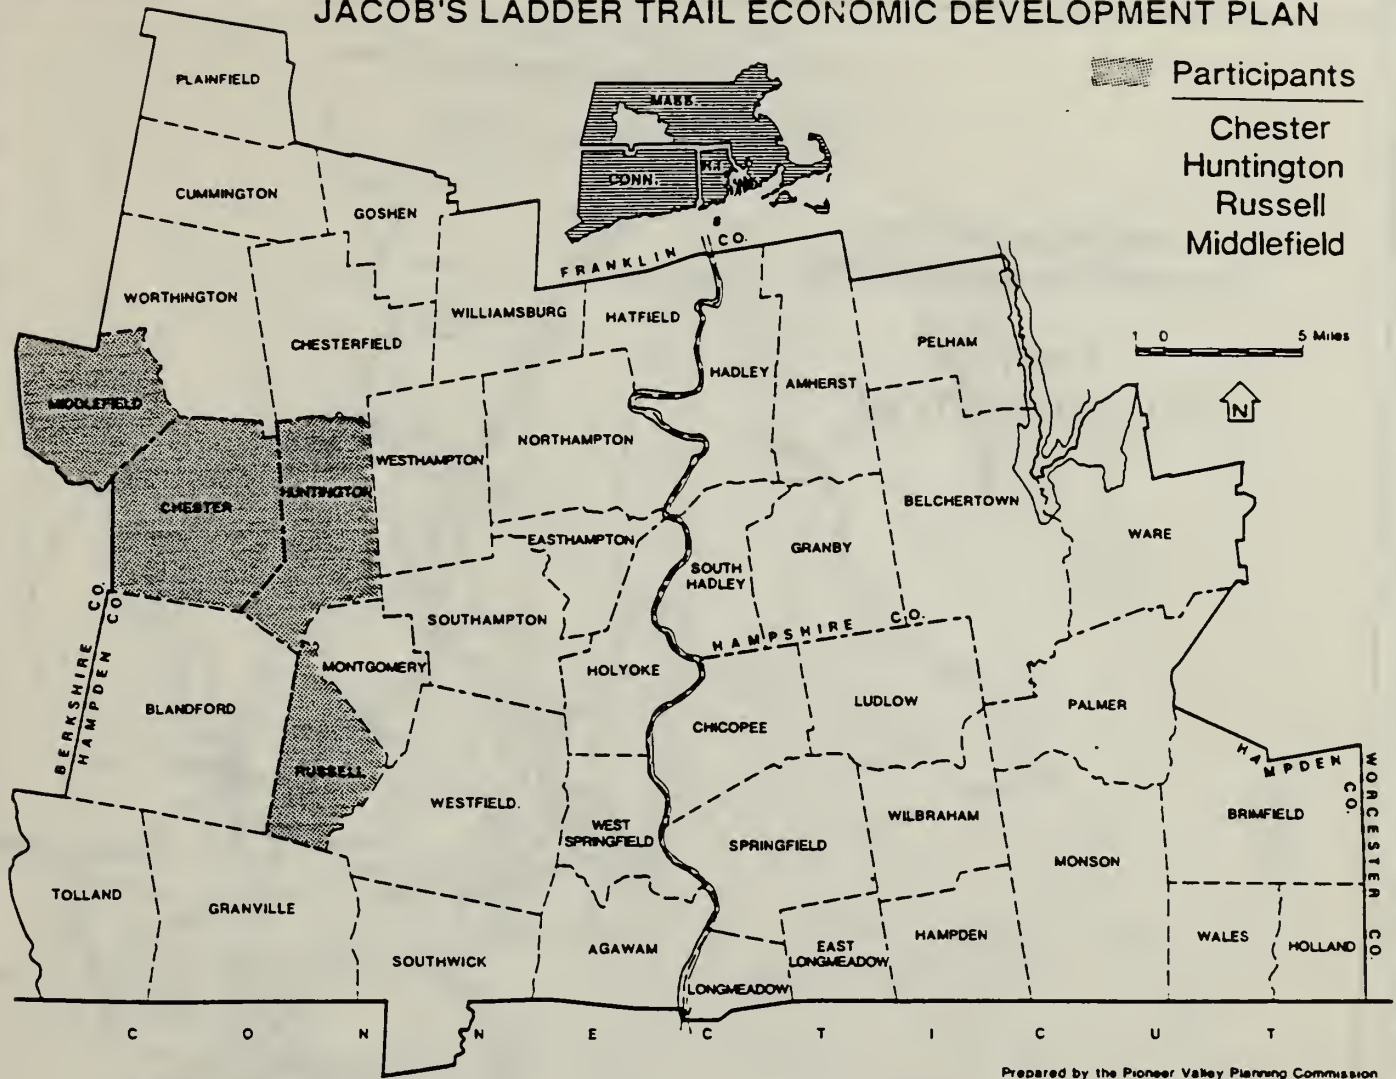 JACOB'S LADDER TRAIL ECONOMIC DEVELOPMENT PLAN
Participants
Chester
Huntington
Russell
Middlefield
MASS.
CONN.
R.I.
1 0 5 Miles
N
PLAINFIELD
CUMMINGTON
GOSHEN
FRANKLIN CO.
WORTHINGTON
CHESTERFIELD
WILLIAMSBURG
HATFIELD
HADLEY
AMHERST
PELHAM
MIDDLEFIELD
CHESTER
HUNTINGTON
WESTHAMPTON
NORTHAMPTON
BELCHERTOWN
WARE
EASTHAMPTON
SOUTH
HADLEY
GRANBY
SOUTHAMPTON
HAMPSHIRE CO.
BERKSHIRE CO.
HAMPDEN CO.
MONTGOMERY
HOLYOKE
BLANDFORD
CHICOPEE
LUDLOW
PALMER
RUSSELL
WESTFIELD.
WEST
SPRINGFIELD
SPRINGFIELD
WILBRAHAM
MONSON
BRIMFIELD
HAMPDEN CO.
WORCESTER CO.
TOLLAND
GRANVILLE
SOUTHWICK
AGAWAM
LONGMEADOW
EAST
LONGMEADOW
HAMPDEN
WALES
HOLLAND
CONNECTICUT
Prepared by the Pioneer Valley Planning Commission